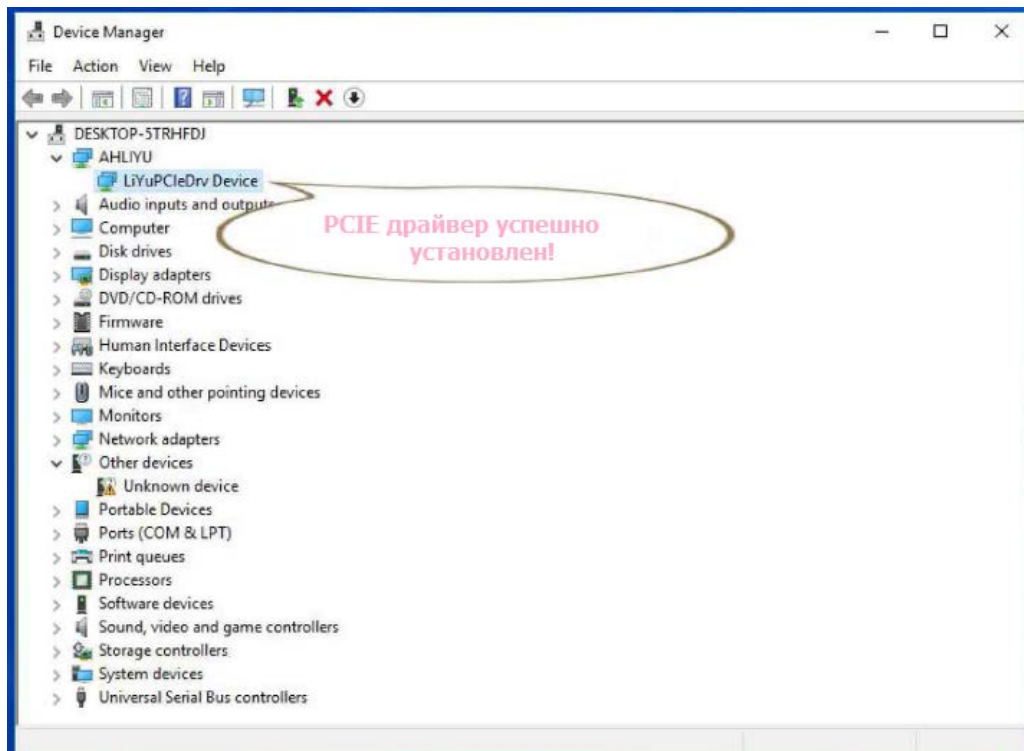 Device Manager
File Action View Help
DESKTOP-5TRHFDJ
AHLIYU
LiYuPCIeDrv Device
Audio inputs and outputs
PCIE драйвер успешно
установлен!
Computer
Disk drives
Display adapters
DVD/CD-ROM drives
Firmware
Human Interface Devices
Keyboards
Mice and other pointing devices
Monitors
Network adapters
Other devices
Unknown device
Portable Devices
Ports (COM & LPT)
Print queues
Processors
Software devices
Sound, video and game controllers
Storage controllers
System devices
Universal Serial Bus controllers